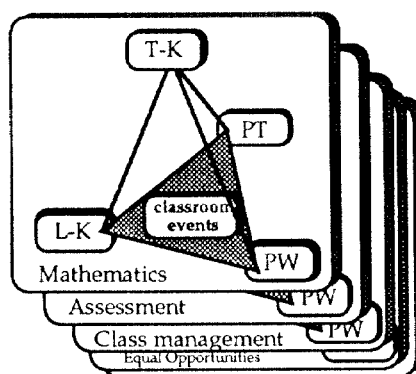 T-K
PT
classroom
events
L-K
PW
Mathematics
PW
Assessment
PW
Class management
Equal Opportunities